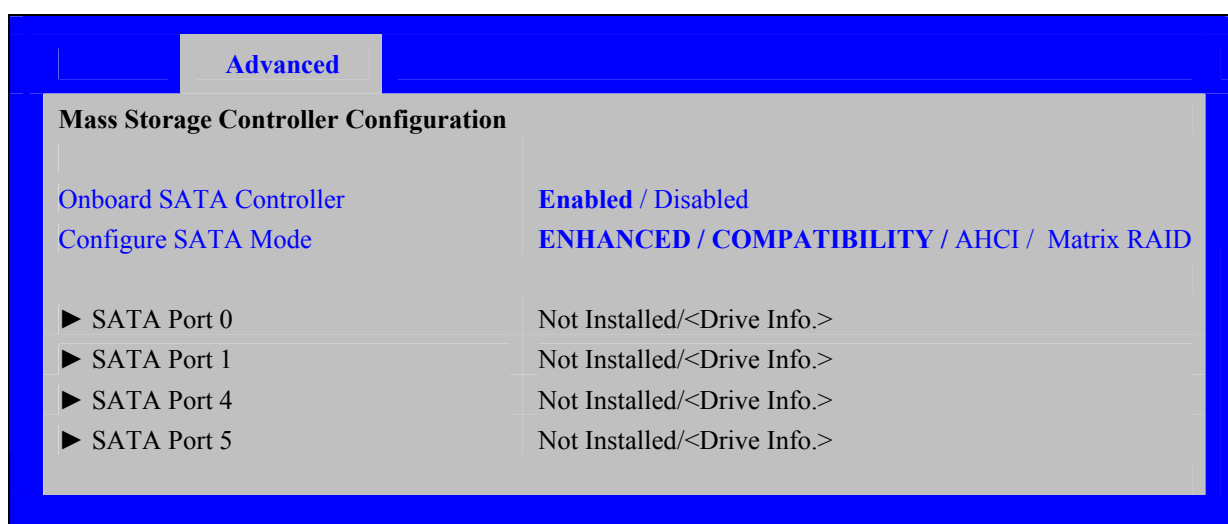 Advanced
Mass Storage Controller Configuration
Onboard SATA Controller Enabled / Disabled
Configure SATA Mode ENHANCED / COMPATIBILITY / AHCI / Matrix RAID
► SATA Port 0 Not Installed/<Drive Info.>
► SATA Port 1 Not Installed/<Drive Info.>
► SATA Port 4 Not Installed/<Drive Info.>
► SATA Port 5 Not Installed/<Drive Info.>